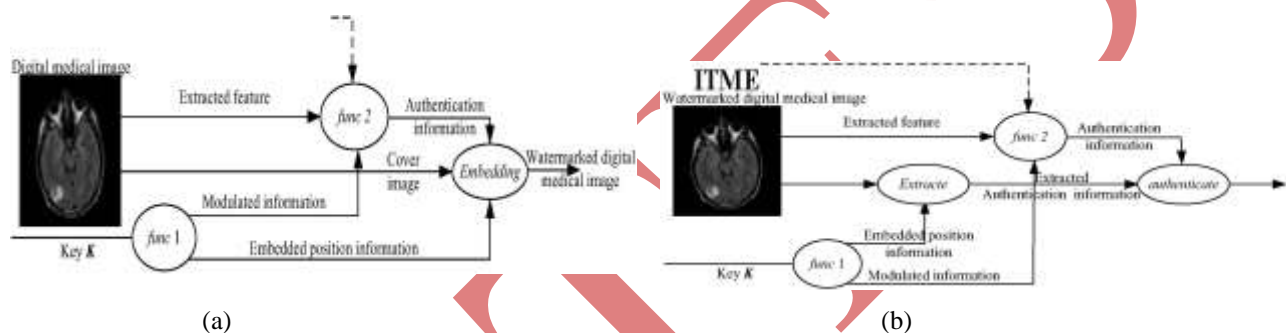 Digital medical image
Extracted feature
func 2
Authentication
information
Cover
image
Embedding
Watermarked digital
medical image
Modulated information
func 1
Key K
Embedded position information
(a)
ITME
Watermarked digital medical image
Extracted feature
func 2
Authentication
information
Extracte
Extracted
Authentication information
authenticate
Embedded position
information
func 1
Key K
Modulated information
(b)